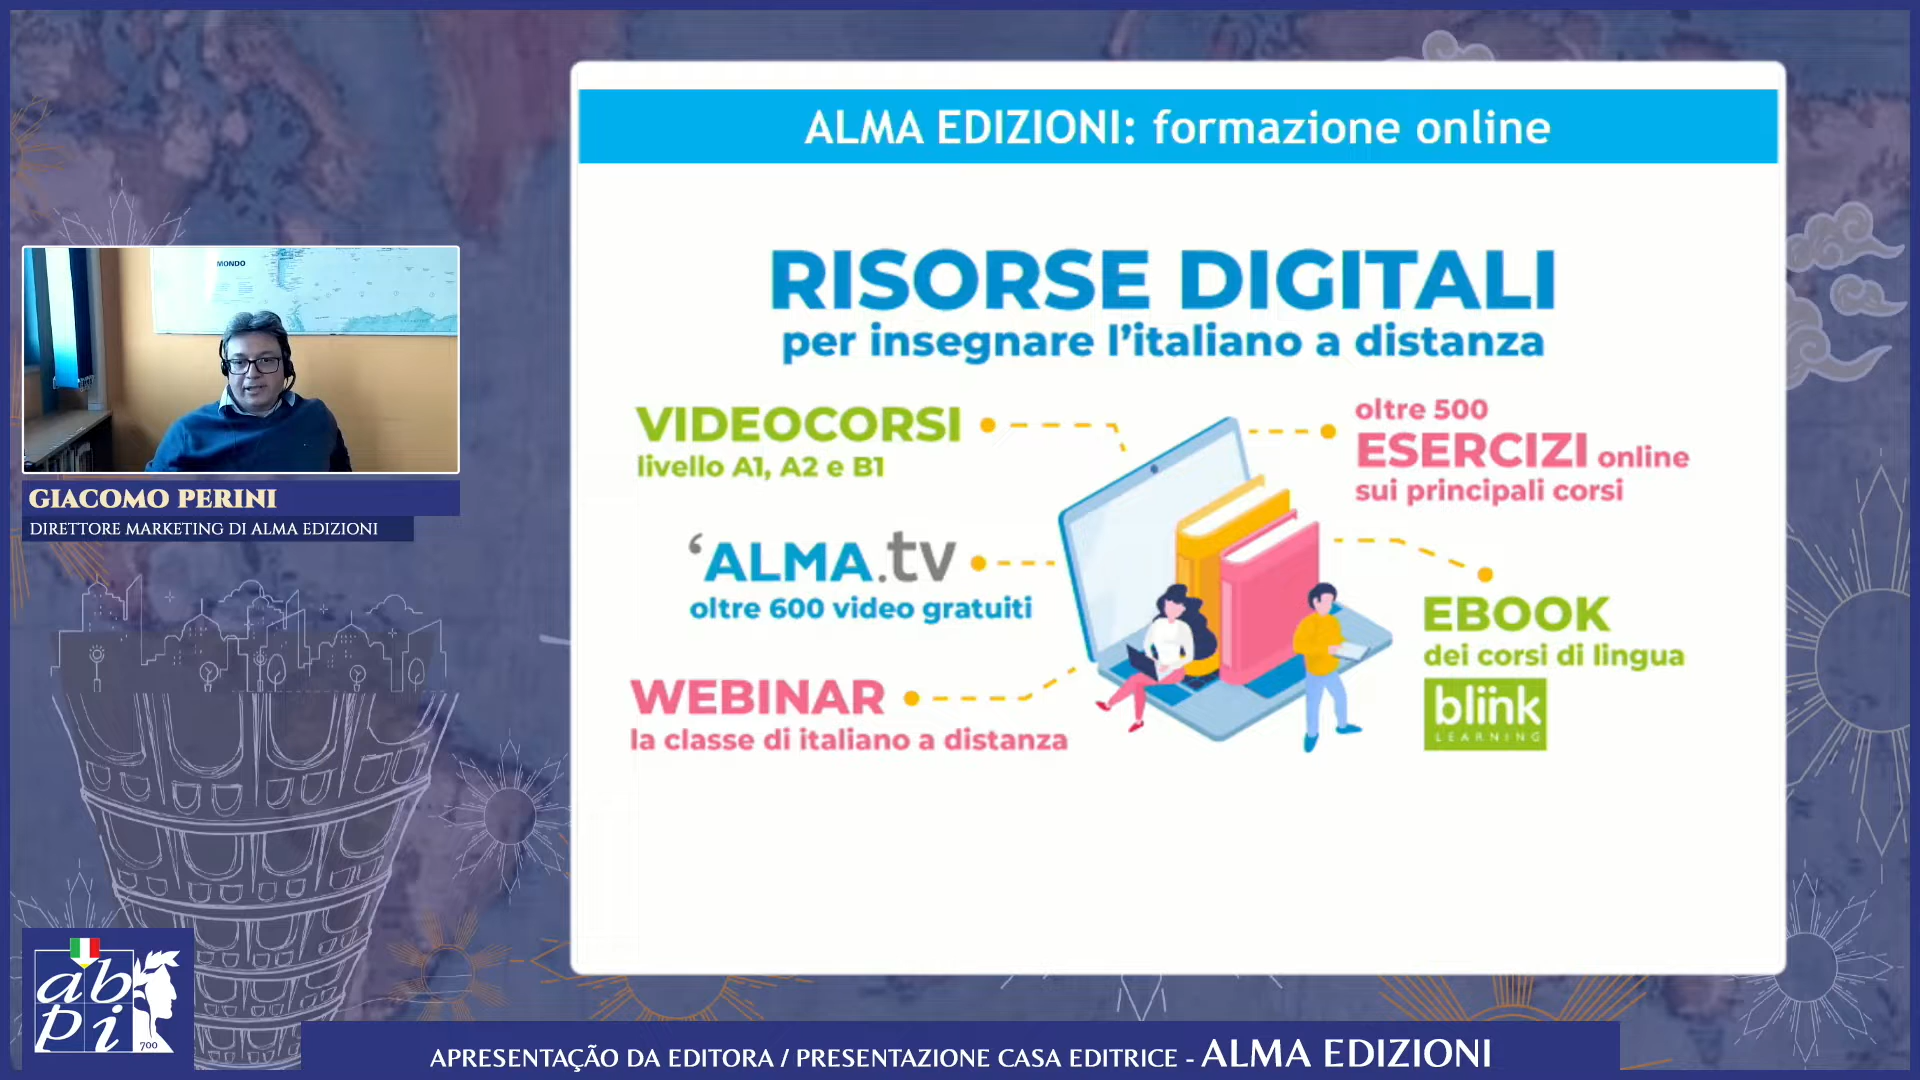 ALMA EDIZIONI: formazione online
RISORSE DIGITALI
per insegnare l'italiano a distanza
VIDEOCORSI
livello A1, A2 e B1
oltre 500
ESERCIZI online
sui principali corsi
'ALMA.tv
oltre 600 video gratuiti
EBOOK
dei corsi di lingua
blink
LEARNING
WEBINAR
la classe di italiano a distanza
MONDO
GIACOMO PERINI
DIRETTORE MARKETING DI ALMA EDIZIONI
ab
pi
700
APRESENTAÇÃO DA EDITORA / PRESENTAZIONE CASA EDITRICE - ALMA EDIZIONI